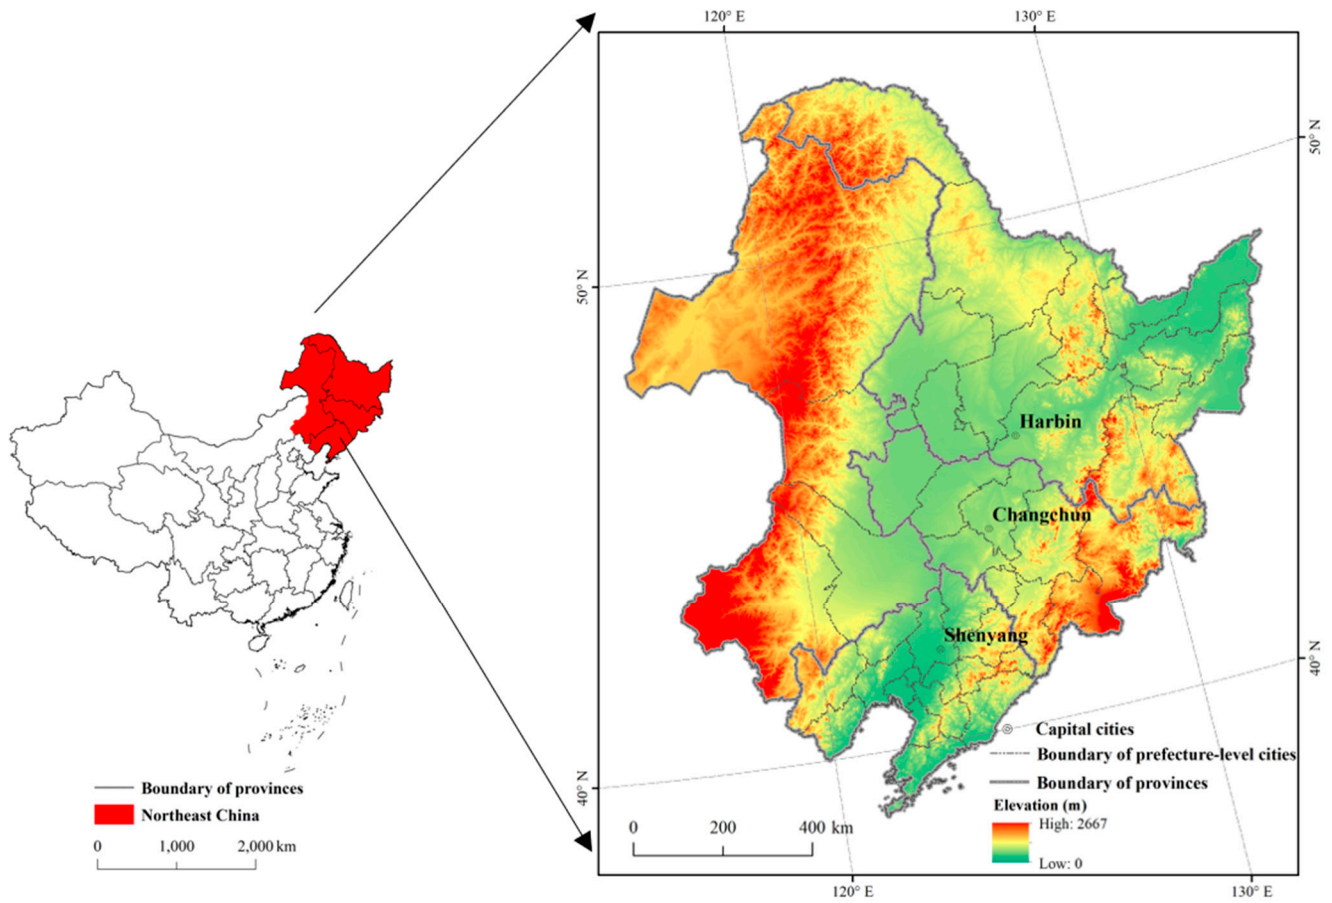 120° E
130° E
50° N
50° N
Harbin
Changchun
Shenyang
40° N
40° N
Capital cities
Boundary of prefecture-level cities
Boundary of provinces
Elevation (m)
High: 2667
Low: 0
0 200 400 km
120° E
130° E
Boundary of provinces
Northeast China
0 1,000 2,000 km